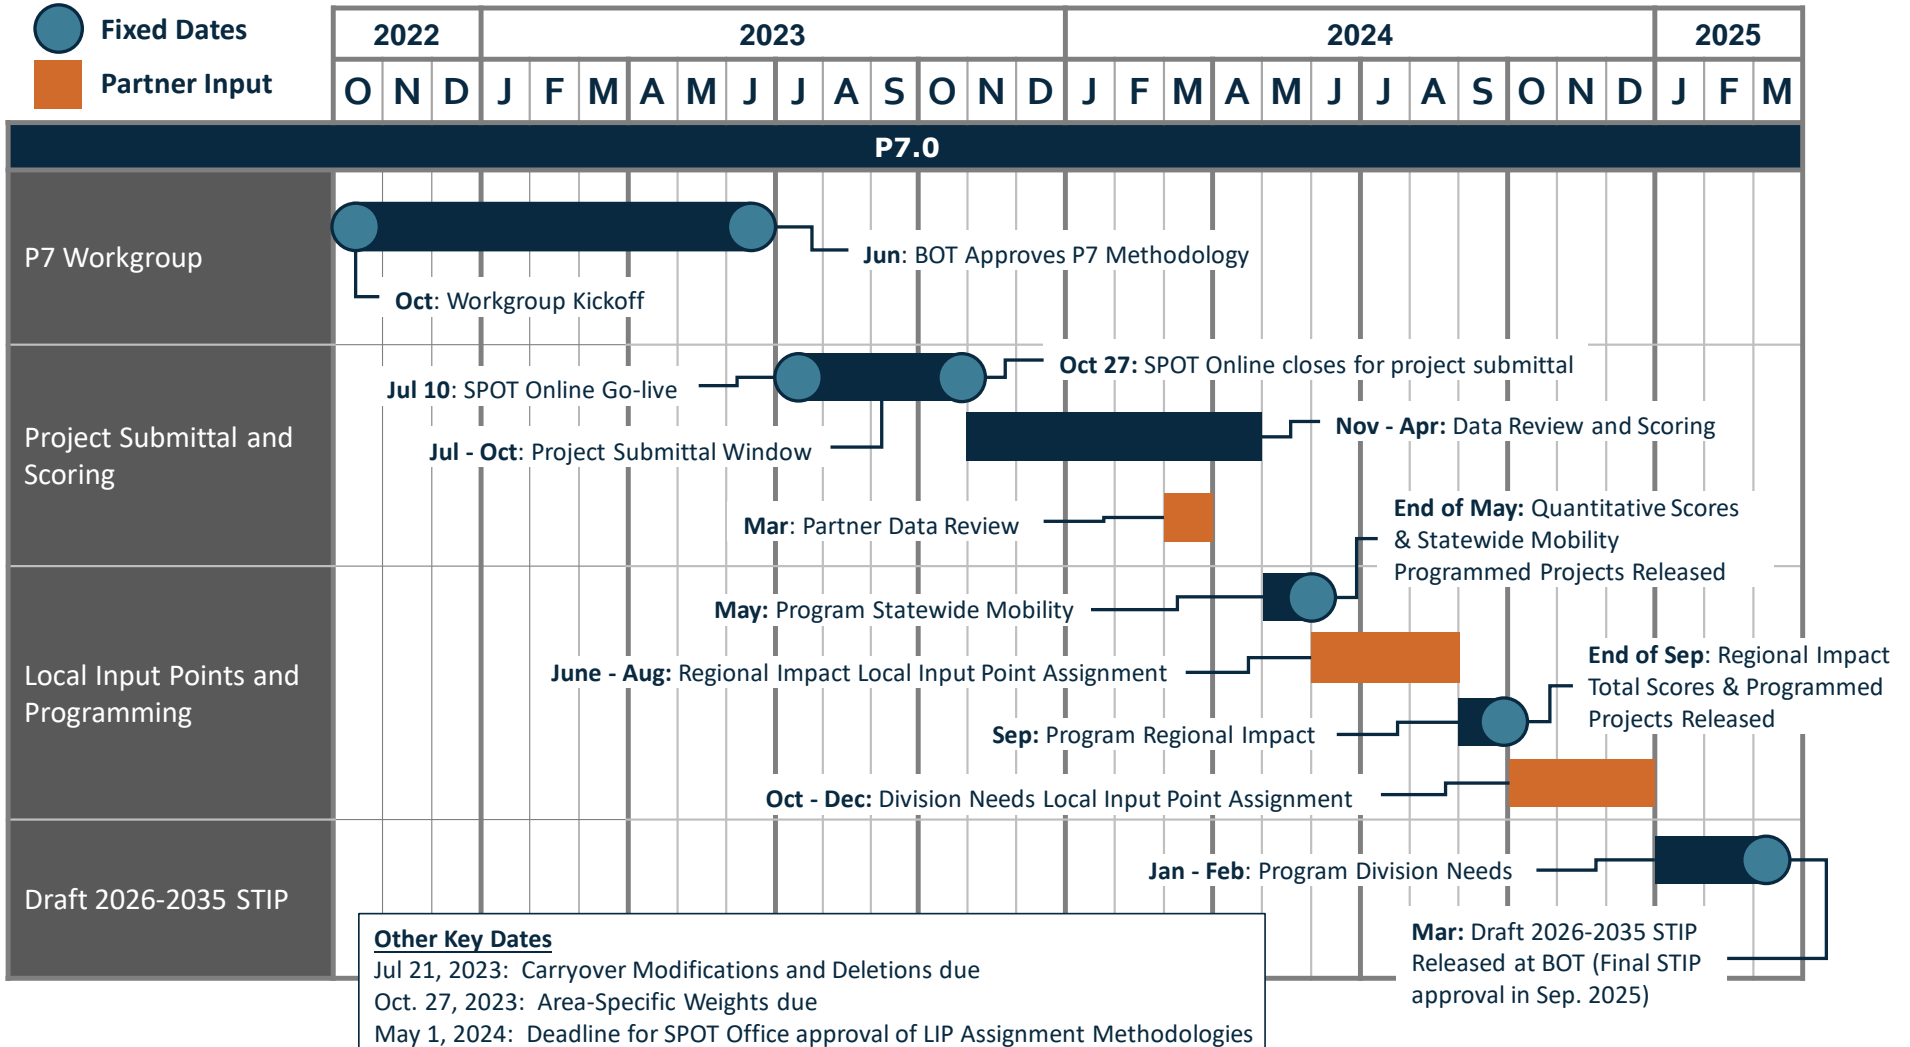 Fixed Dates
Partner Input
2022 2023 2024 2025
O N D J F M A M J J A S O N D J F M A M J J A S O N D J F M
P7.0
P7 Workgroup
Jun: BOT Approves P7 Methodology
Oct: Workgroup Kickoff
Project Submittal and
Scoring
Oct 27: SPOT Online closes for project submittal
Jul 10: SPOT Online Go-live
Nov - Apr: Data Review and Scoring
Jul - Oct: Project Submittal Window
Mar: Partner Data Review
End of May: Quantitative Scores
& Statewide Mobility
Programmed Projects Released
Local Input Points and
Programming
May: Program Statewide Mobility
June - Aug: Regional Impact Local Input Point Assignment
End of Sep: Regional Impact
Total Scores & Programmed
Projects Released
Sep: Program Regional Impact
Oct - Dec: Division Needs Local Input Point Assignment
Draft 2026-2035 STIP
Jan - Feb: Program Division Needs
Mar: Draft 2026-2035 STIP
Released at BOT (Final STIP
approval in Sep. 2025)
Other Key Dates
Jul 21, 2023: Carryover Modifications and Deletions due
Oct. 27, 2023: Area-Specific Weights due
May 1, 2024: Deadline for SPOT Office approval of LIP Assignment Methodologies